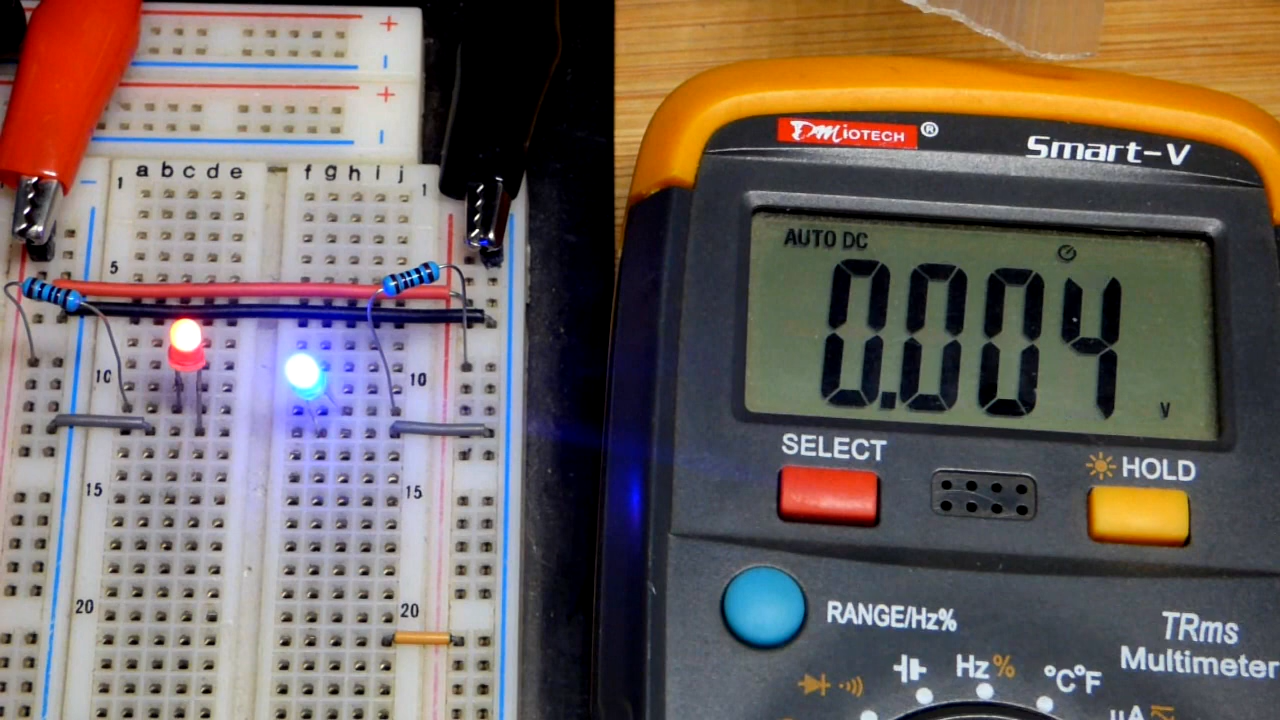 +
+
a b c d e
f g h i j
1
1
5
10
10
15
15
20
20
DMIOTECH ®
Smart-V
AUTO DC
0.004
V
SELECT
HOLD
RANGE/Hz%
TRms
Multimeter
Hz %
°C°F
µA